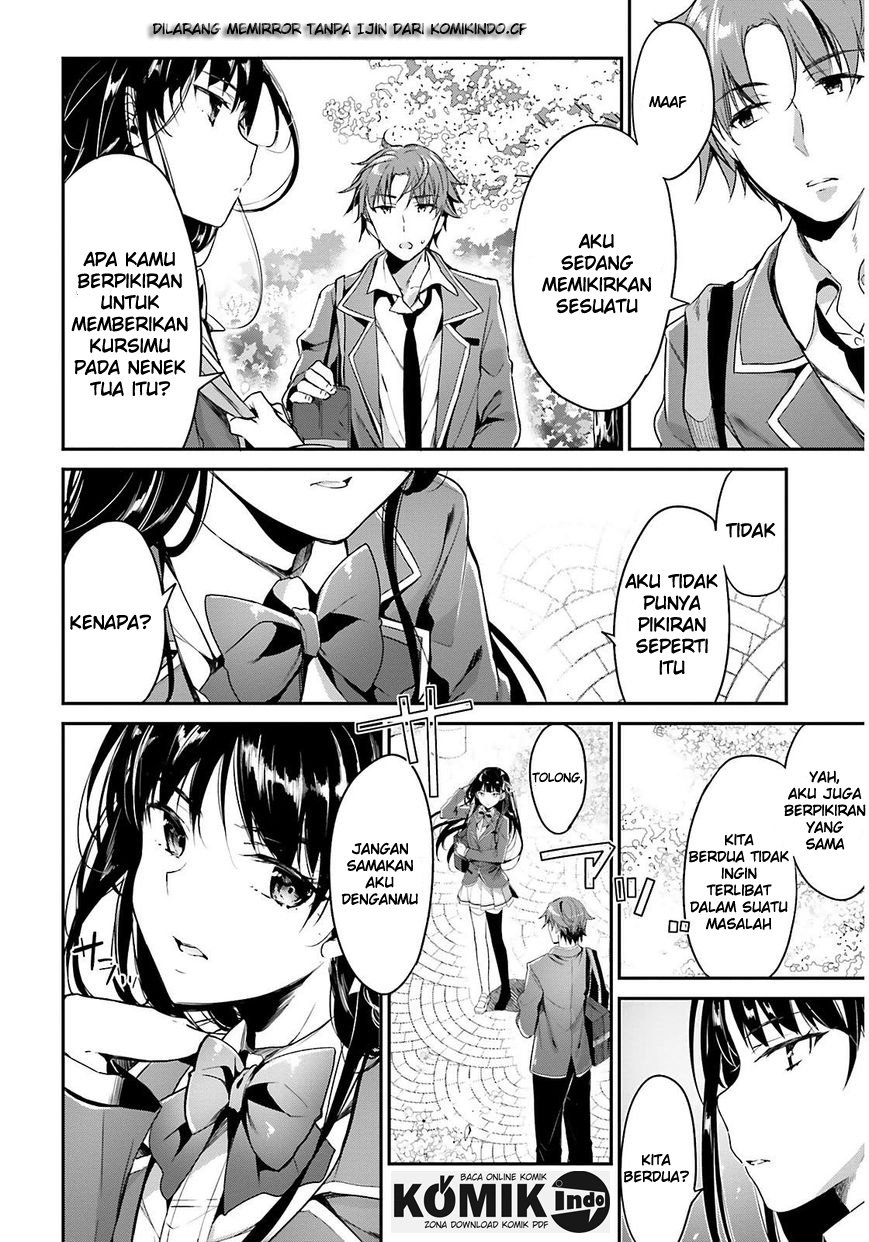 DILARANG MEMIRROR TANPA IJIN DARI KOMIKINDO.CF
MAAF
AKU
SEDANG
MEMIKIRKAN
SESUATU
APA KAMU
BERPIKIRAN
UNTUK
MEMBERIKAN
KURSIMU
PADA NENEK
TUA ITU?
TIDAK
AKU TIDAK
PUNYA
PIKIRAN
SEPERTI
ITU
KENAPA?
YAH,
AKU JUGA
BERPIKIRAN
YANG
SAMA
KITA
BERDUA TIDAK
INGIN
TERLIBAT
DALAM SUATU
MASALAH
KITA
BERDUA?
TOLONG,
JANGAN
SAMAKAN
AKU
DENGANMU
BACA ONLINE KOMIK
KOMIK Indo
ZONA DOWNLOAD KOMIK PDF